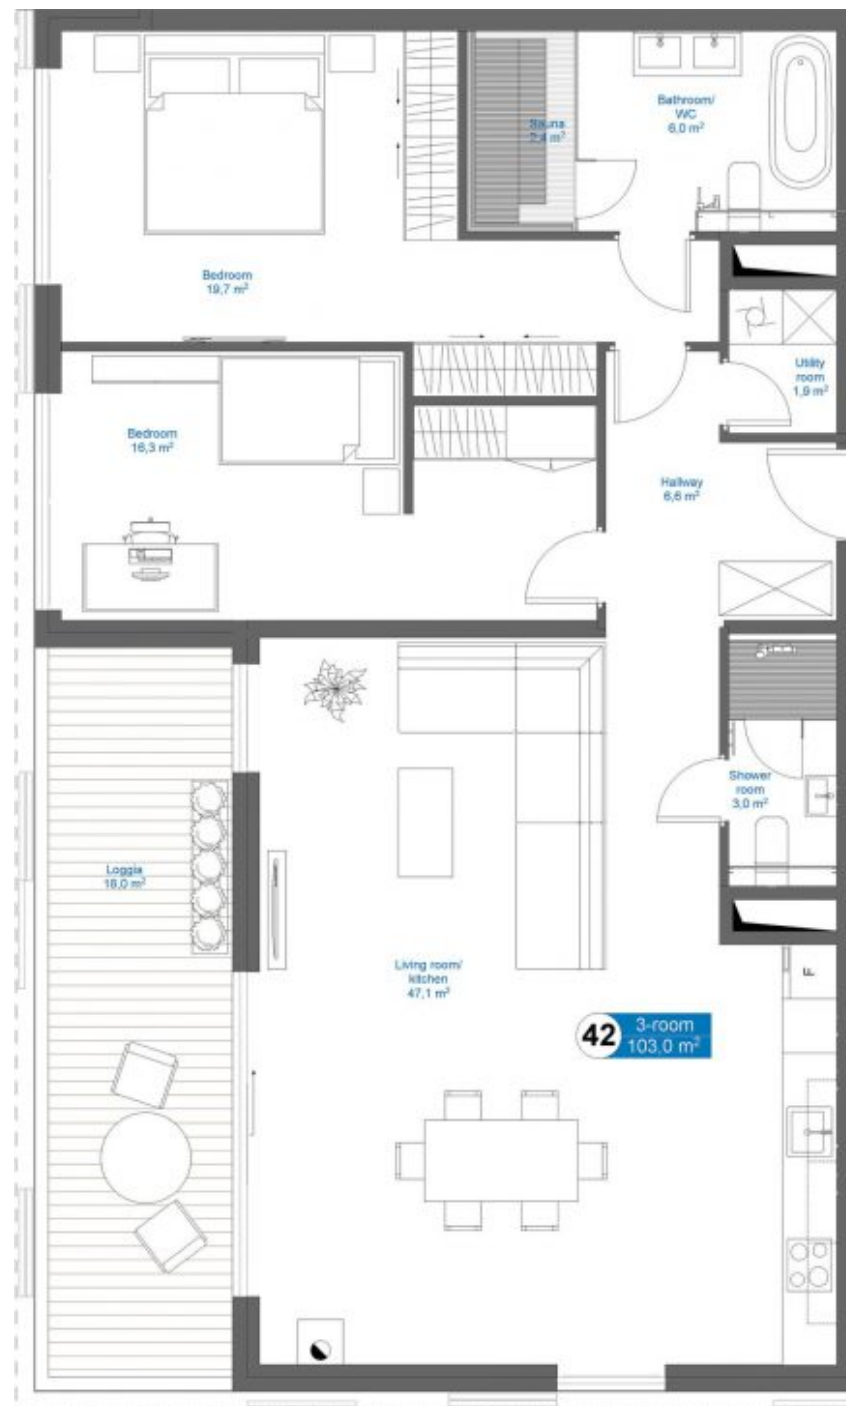 Bathroom/
WC
6,0 m²
Sauna
2,4 m²
Bedroom
19,7 m²
Utility
room
1,9 m²
Bedroom
16,3 m²
Hallway
6,6 m²
Shower
room
3,0 m²
Loggia
18,0 m²
Living room/
kitchen
47,1 m²
F
42
3-room
103,0 m²